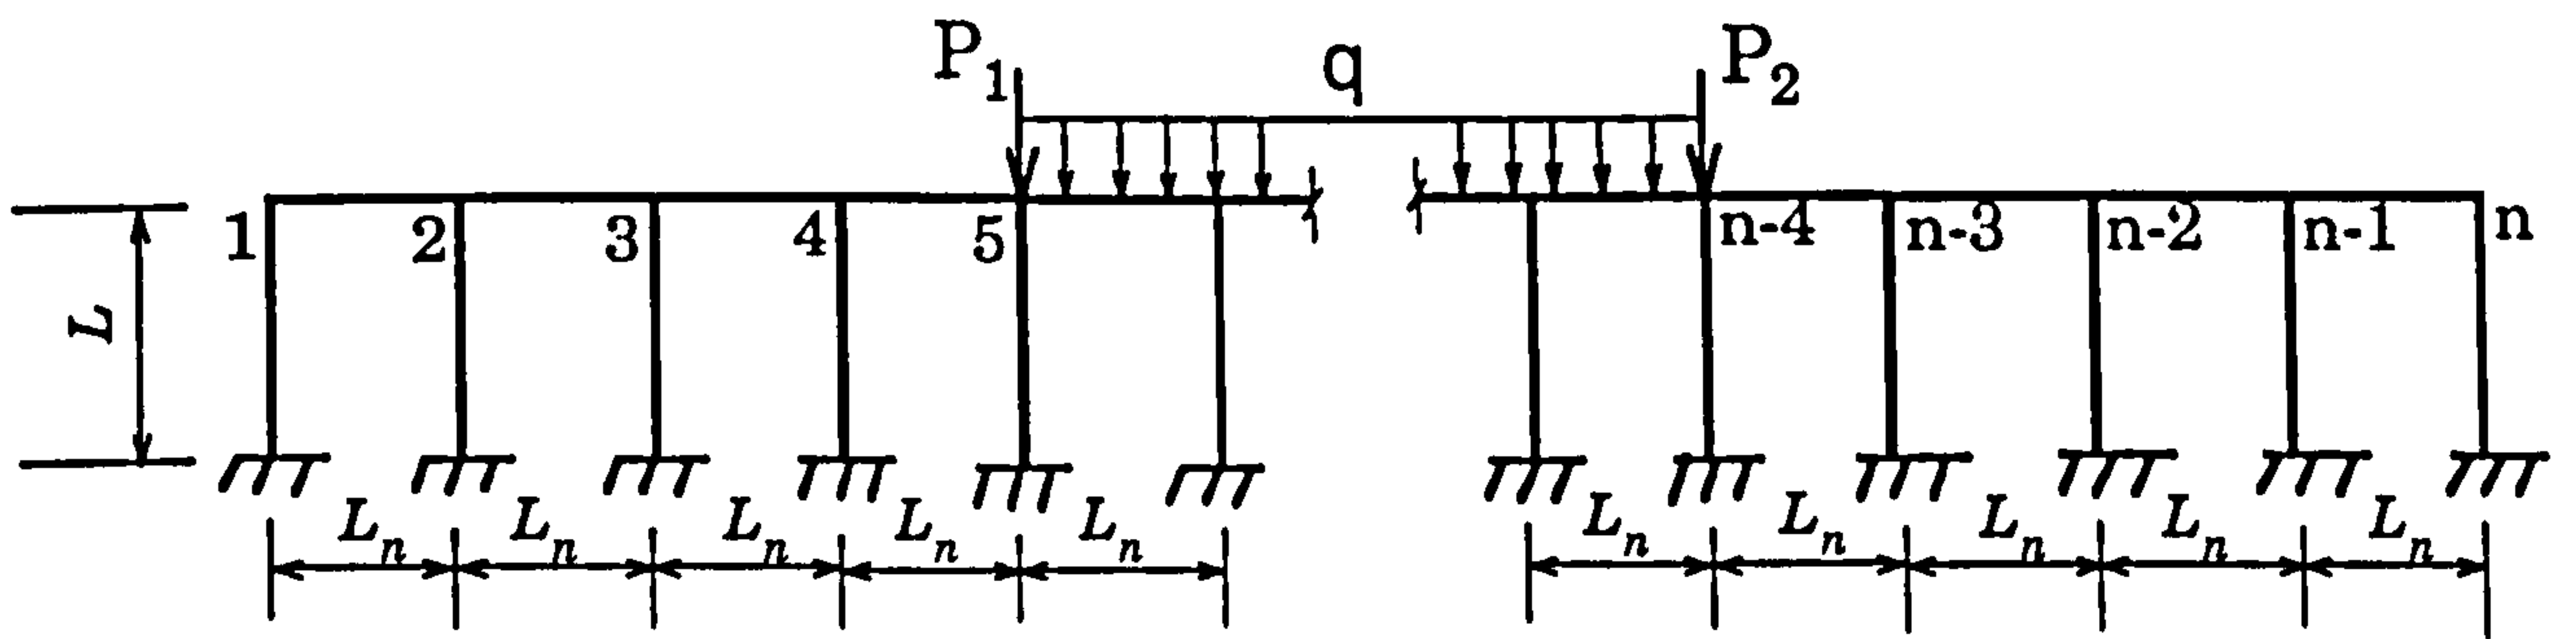 P₁ q P₂
1 2 3 4 5 n-4 n-3 n-2 n-1 n
L
Lₙ Lₙ Lₙ Lₙ Lₙ Lₙ Lₙ Lₙ Lₙ Lₙ